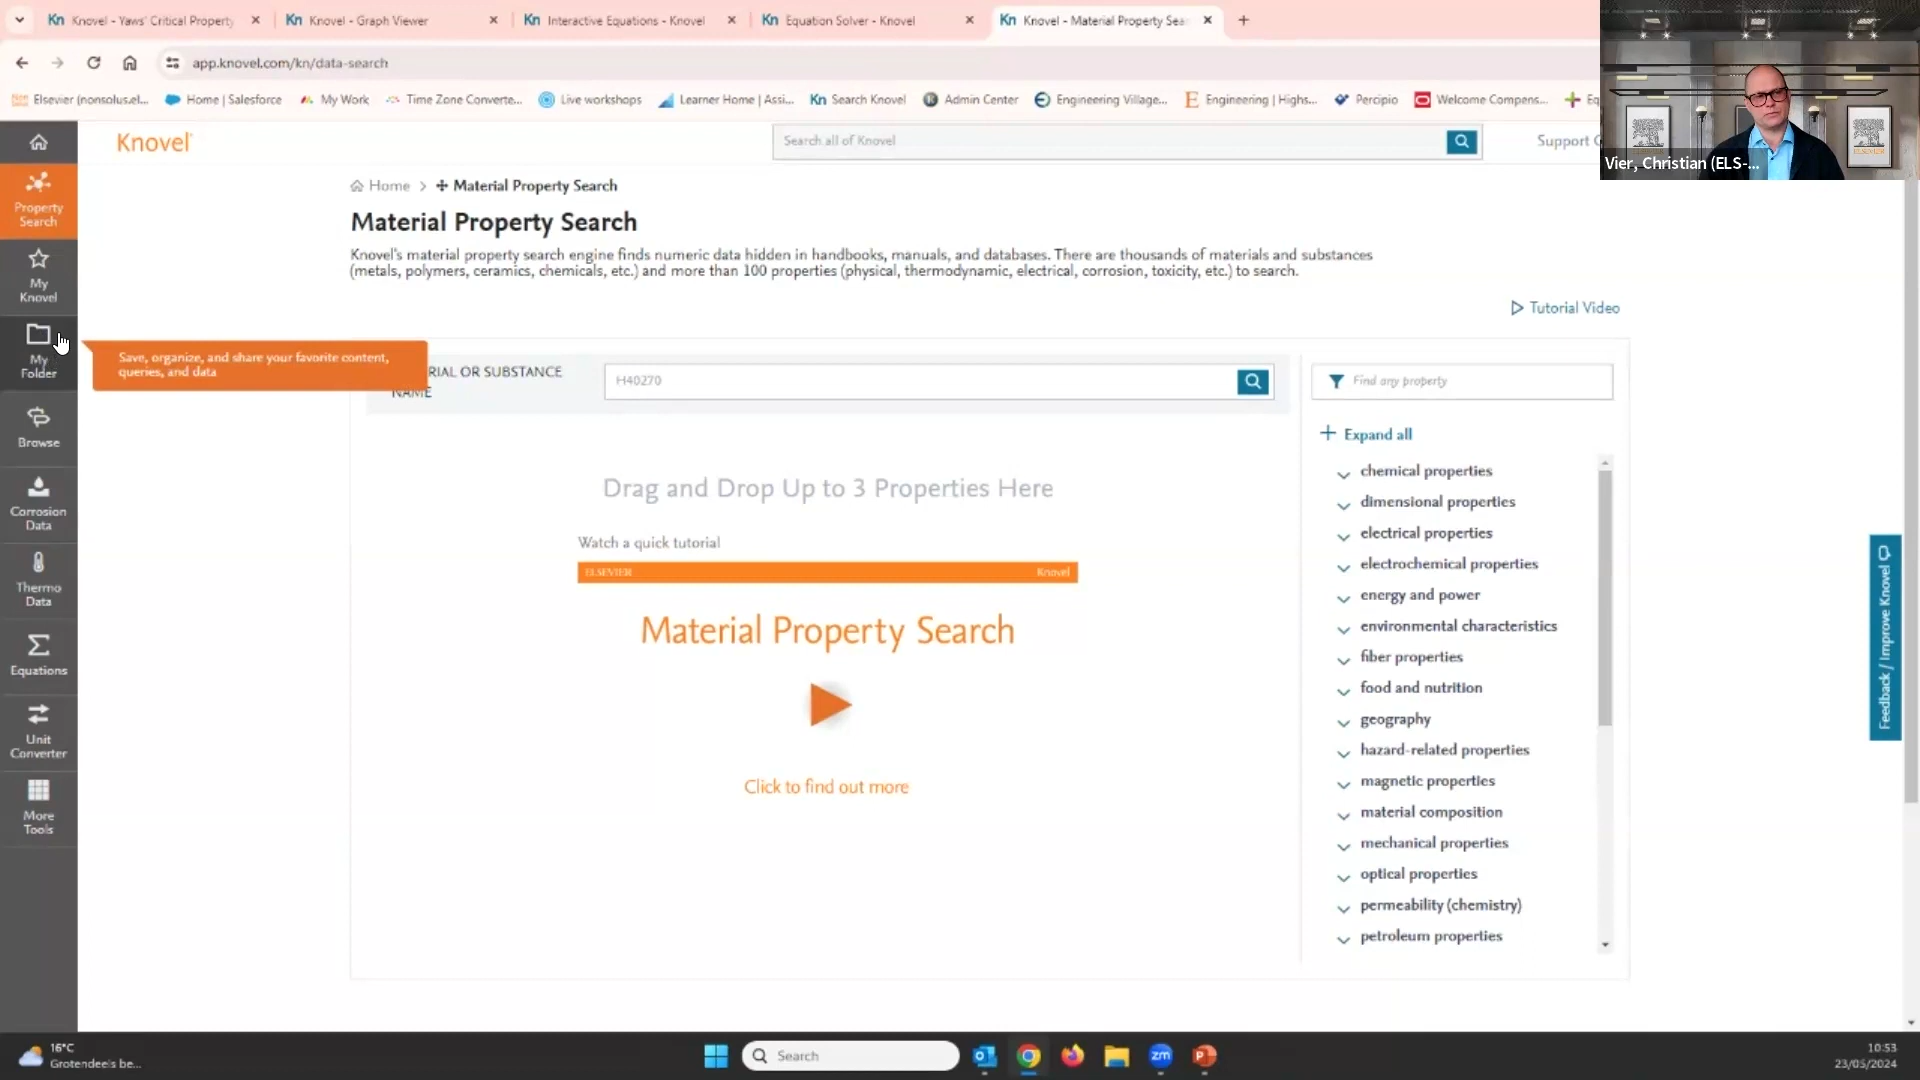 Knovel - Yaws' Critical Property
Knovel - Graph Viewer
Interactive Equations - Knovel
Equation Solver - Knovel
Knovel - Material Property Sea
app.knovel.com/kn/data-search
Elsevier (nonsolus.el...
Home | Salesforce
My Work
Time Zone Converte...
Live workshops
Learner Home | Assi...
Kn Search Knovel
Admin Center
Engineering Village...
Engineering | Highs...
Percipio
Welcome Compens...
Eq
Vier, Christian (ELS-...
Knovel
Search all of Knovel
Support
Property
Search
My
Knovel
My
Folder
Browse
Corrosion
Data
Thermo
Data
Equations
Unit
Converter
More
Tools
Home > Material Property Search
Material Property Search
Knovel's material property search engine finds numeric data hidden in handbooks, manuals, and databases. There are thousands of materials and substances
(metals, polymers, ceramics, chemicals, etc.) and more than 100 properties (physical, thermodynamic, electrical, corrosion, toxicity, etc.) to search.
Tutorial Video
Save, organize, and share your favorite content,
queries, and data
RIAL OR SUBSTANCE
NAME
H40270
Drag and Drop Up to 3 Properties Here
Watch a quick tutorial
ELSEVIER
Knovel
Material Property Search
Click to find out more
Find any property
+ Expand all
chemical properties
dimensional properties
electrical properties
electrochemical properties
energy and power
environmental characteristics
fiber properties
food and nutrition
geography
hazard-related properties
magnetic properties
material composition
mechanical properties
optical properties
permeability (chemistry)
petroleum properties
Feedback / Improve Knovel
16°C
Grotendeels be...
Search
zm
10:53
23/05/2024